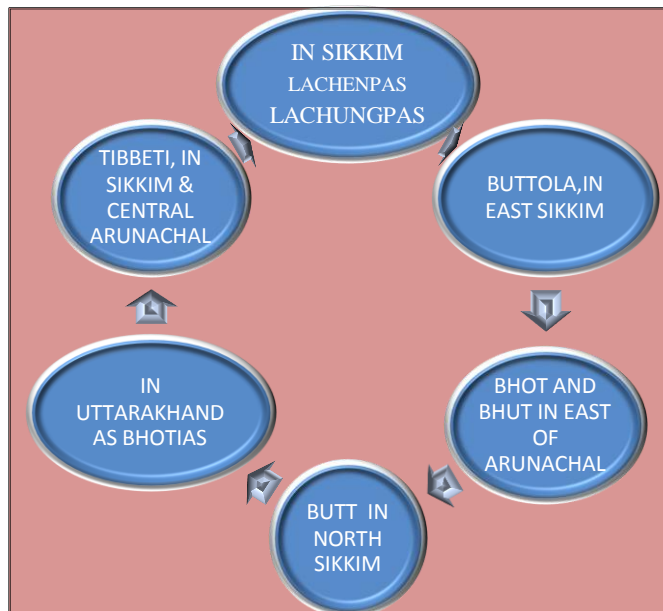 IN SIKKIM
LACHENPAS
LACHUNGPAS
BUTTOLA,IN
EAST SIKKIM
BHOT AND
BHUT IN EAST
OF
ARUNACHAL
BUTT IN
NORTH
SIKKIM
IN
UTTARAKHAND
AS BHOTIAS
TIBBETI, IN
SIKKIM &
CENTRAL
ARUNACHAL